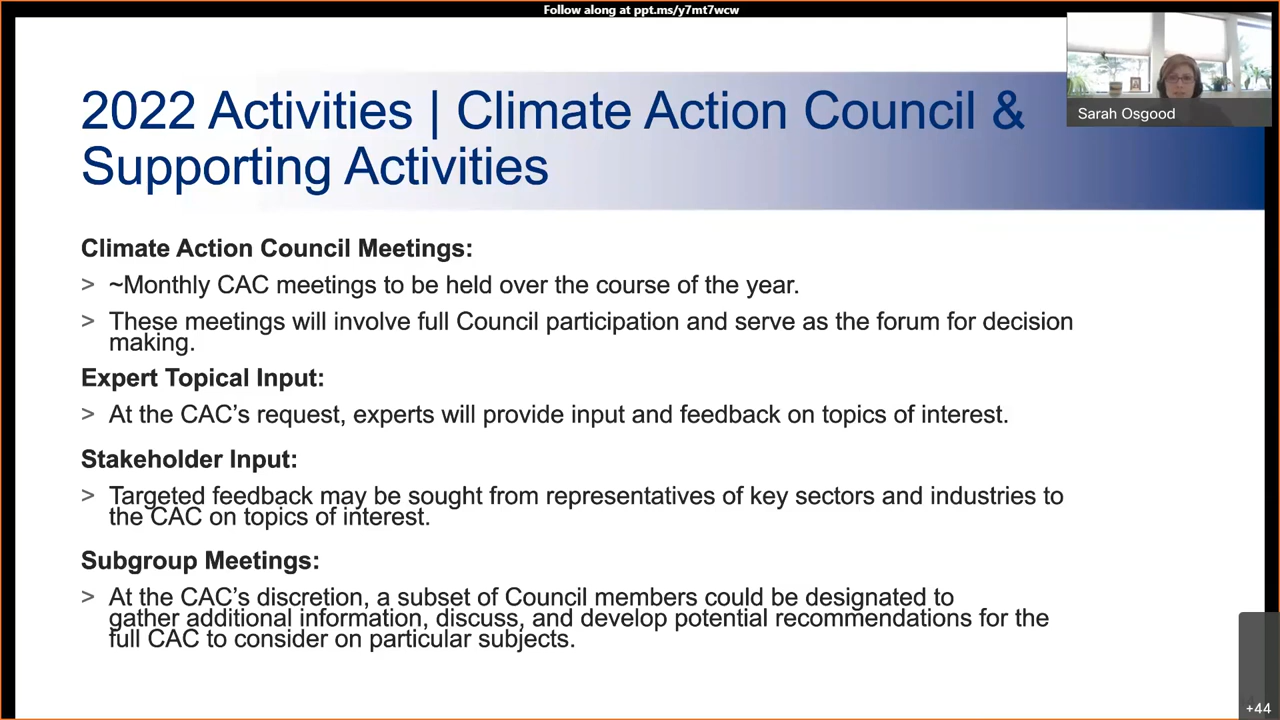 Follow along at ppt.ms/y7mt7wcw
2022 Activities | Climate Action Council &
Supporting Activities
Sarah Osgood
Climate Action Council Meetings:
> ~Monthly CAC meetings to be held over the course of the year.
> These meetings will involve full Council participation and serve as the forum for decision
making.
Expert Topical Input:
> At the CAC’s request, experts will provide input and feedback on topics of interest.
Stakeholder Input:
> Targeted feedback may be sought from representatives of key sectors and industries to
the CAC on topics of interest.
Subgroup Meetings:
> At the CAC’s discretion, a subset of Council members could be designated to
gather additional information, discuss, and develop potential recommendations for the
full CAC to consider on particular subjects.
+44